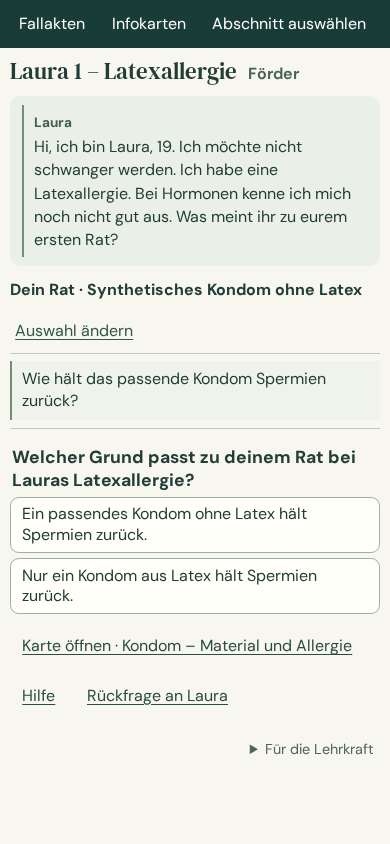 Fallakten Infokarten Abschnitt auswählen
Laura 1 – Latexallergie Förder
Laura
Hi, ich bin Laura, 19. Ich möchte nicht
schwanger werden. Ich habe eine
Latexallergie. Bei Hormonen kenne ich mich
noch nicht gut aus. Was meint ihr zu eurem
ersten Rat?
Dein Rat · Synthetisches Kondom ohne Latex
Auswahl ändern
Wie hält das passende Kondom Spermien
zurück?
Welcher Grund passt zu deinem Rat bei
Lauras Latexallergie?
Ein passendes Kondom ohne Latex hält
Spermien zurück.
Nur ein Kondom aus Latex hält Spermien
zurück.
Karte öffnen · Kondom – Material und Allergie
Hilfe Rückfrage an Laura
▶ Für die Lehrkraft